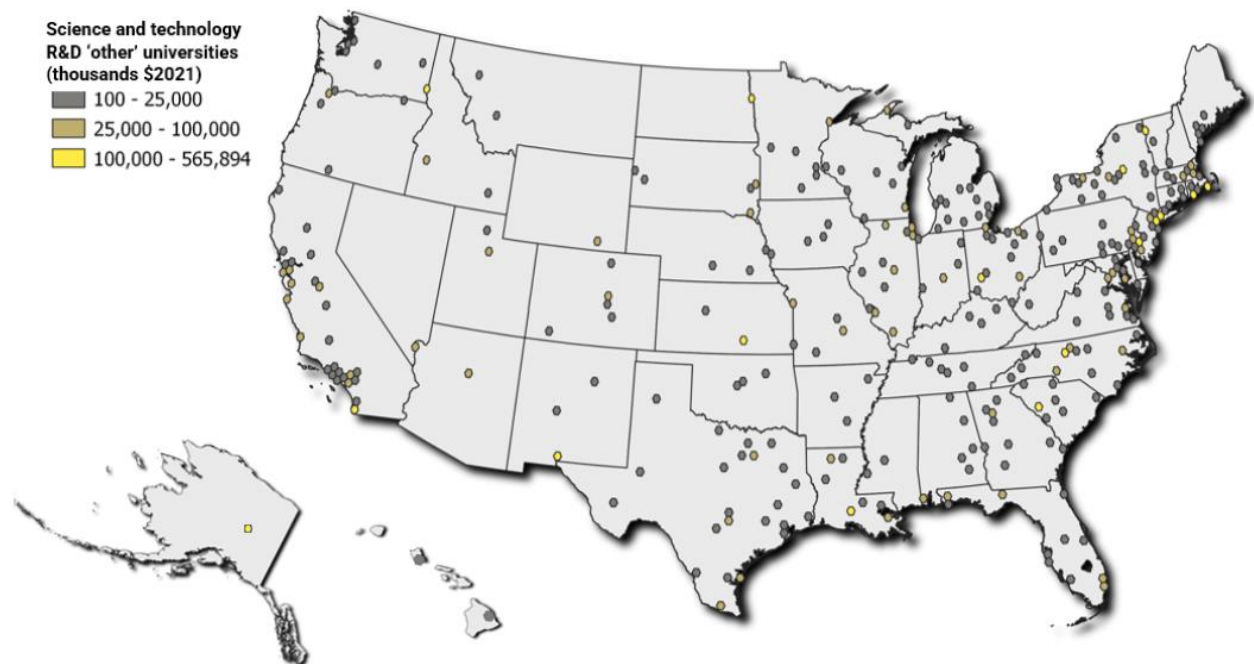 Science and technology
R&D ‘other’ universities
(thousands $2021)
100 - 25,000
25,000 - 100,000
100,000 - 565,894